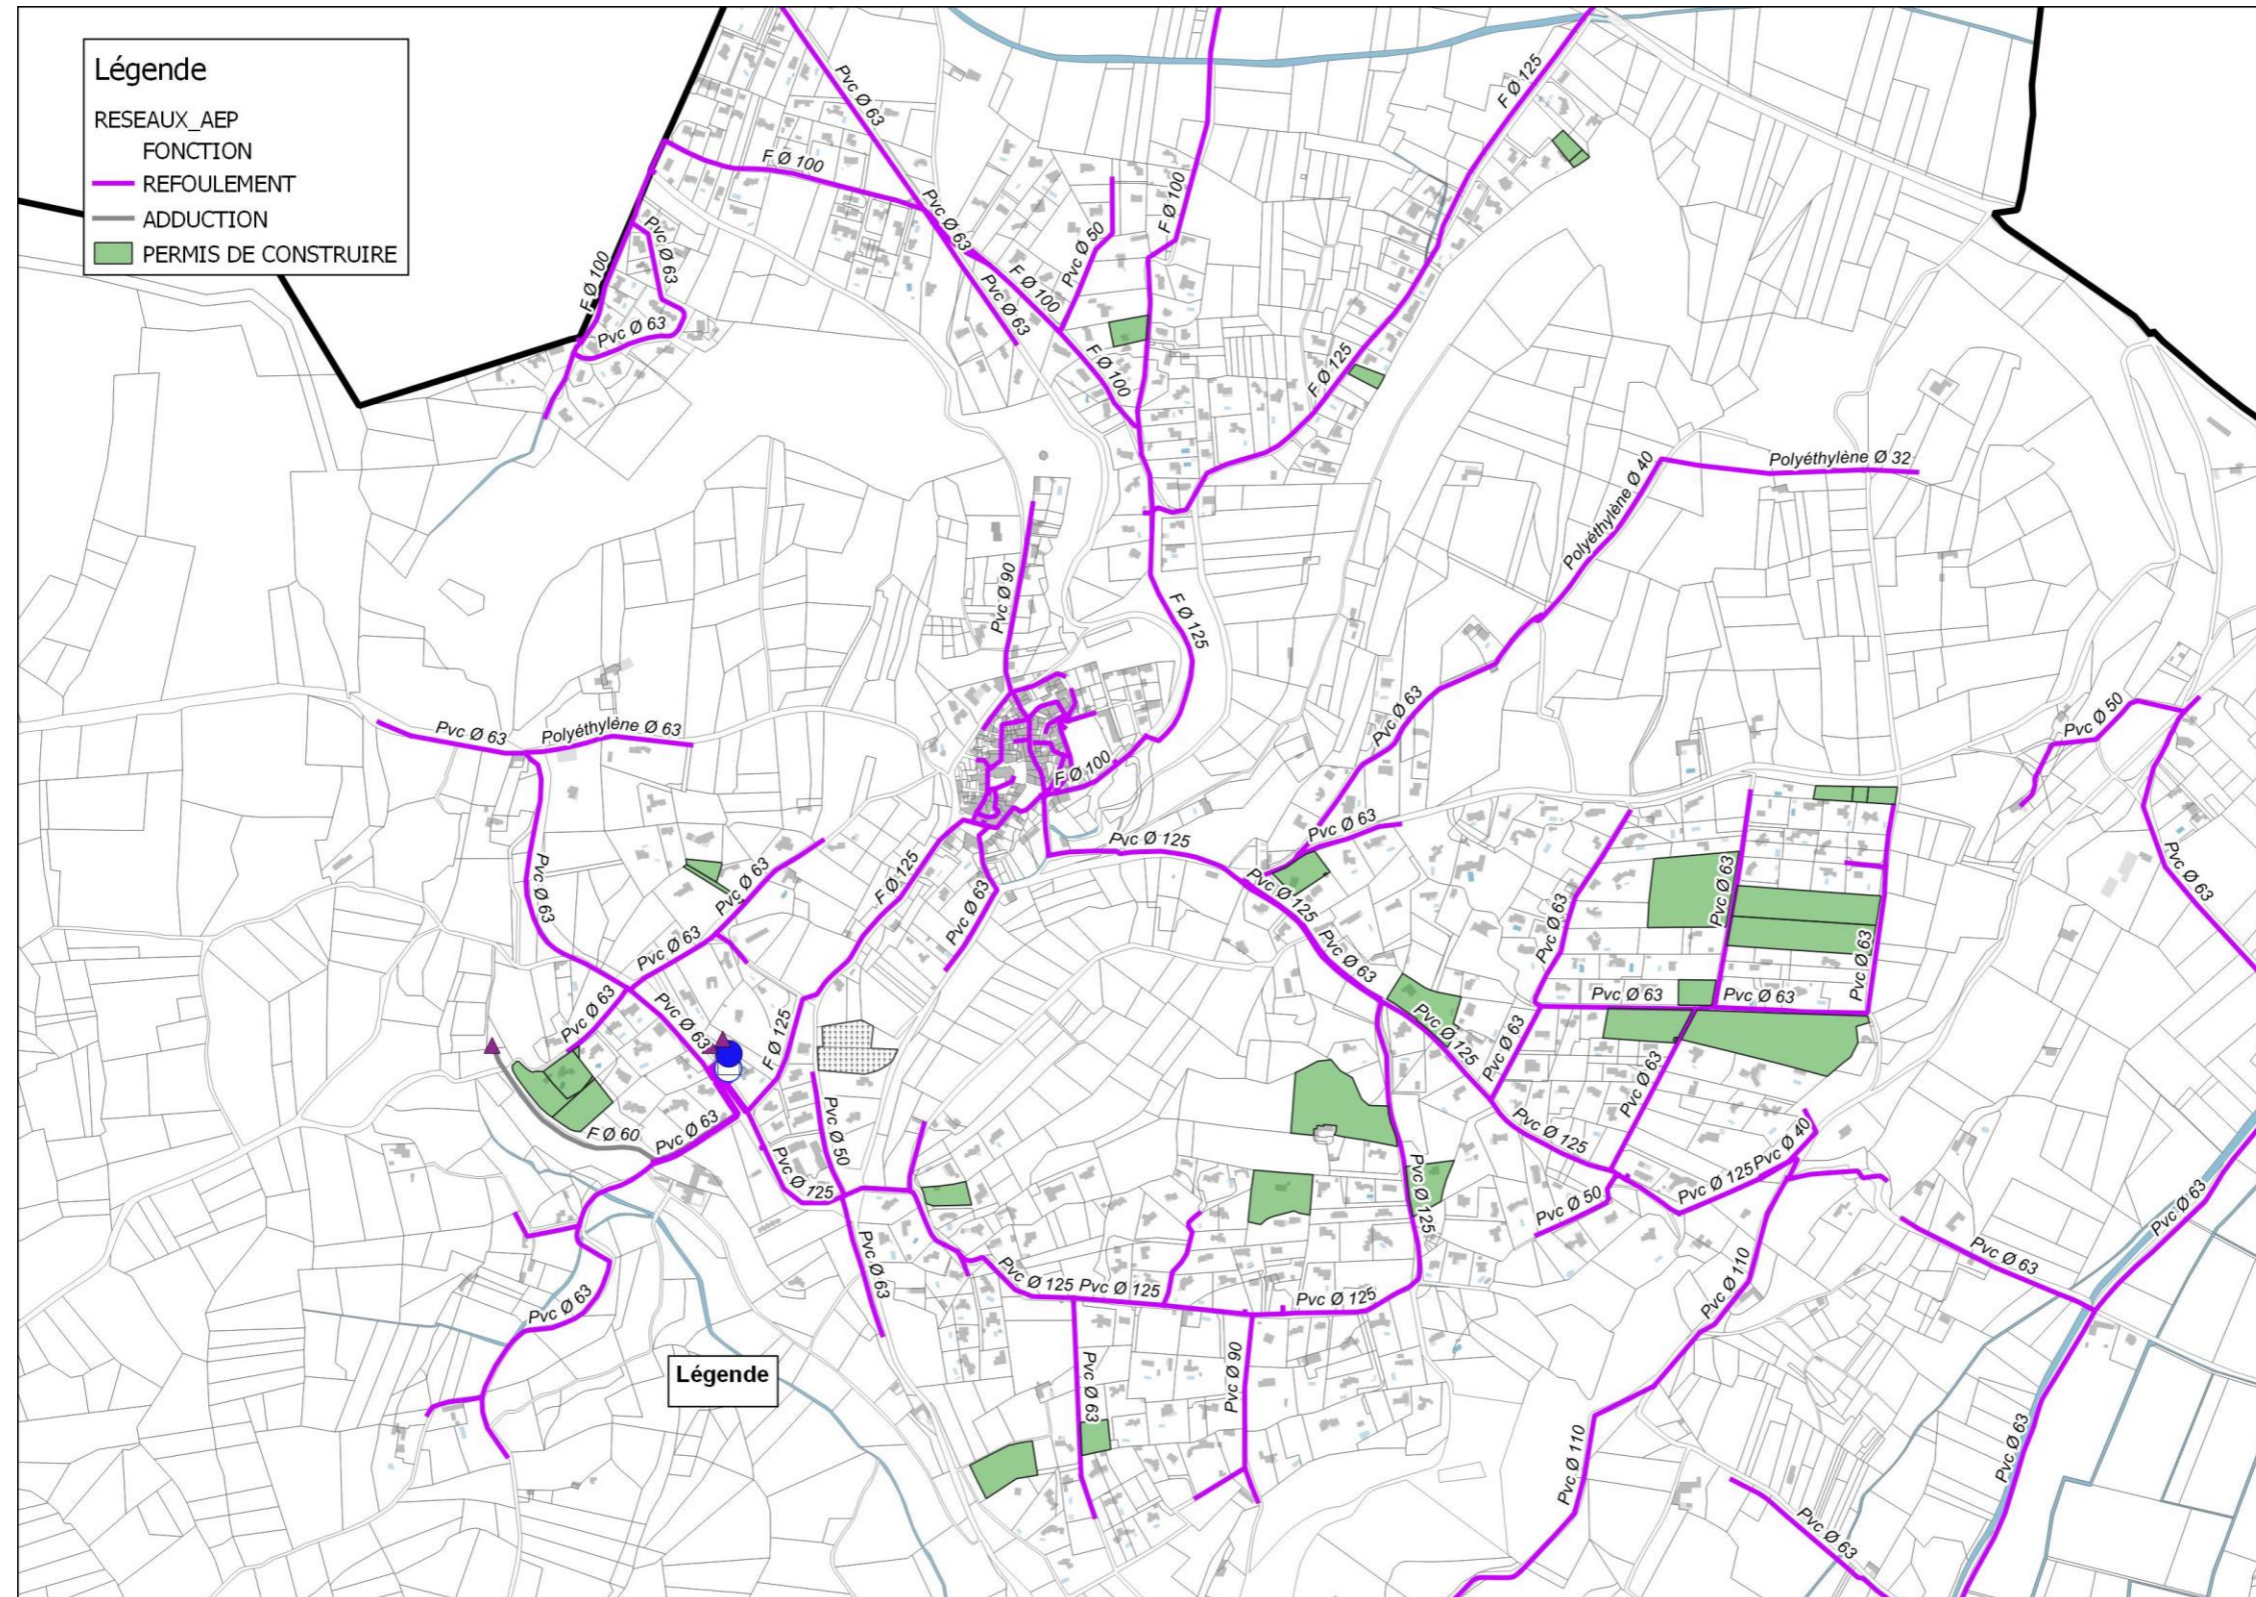 Légende
RESEAUX_AEP
FONCTION
REFOULEMENT
ADDUCTION
PERMIS DE CONSTRUIRE
Pvc Ø 63
F Ø 125
F Ø 100
Pvc Ø 63
F Ø 100
Pvc Ø 63
Pvc Ø 50
F Ø 100
F Ø 100
Pvc Ø 63
Pvc Ø 63
F Ø 100
F Ø 125
Polyéthylène Ø 32
Polyéthylène Ø 40
Pvc Ø 90
F Ø 125
Pvc Ø 63
Pvc Ø 50
Pvc Ø 63
Polyéthylène Ø 63
F Ø 100
Pvc Ø 63
Pvc Ø 125
Pvc Ø 63
Pvc Ø 63
Pvc Ø 63
F Ø 125
Pvc Ø 125
Pvc Ø 63
Pvc Ø 63
Pvc Ø 63
Pvc Ø 63
Pvc Ø 63
Pvc Ø 63
Pvc Ø 63
Pvc Ø 63
Pvc Ø 63
Pvc Ø 63
Pvc Ø 63
F Ø 125
Pvc Ø 125
Pvc Ø 63
Pvc Ø 63
F Ø 60
Pvc Ø 63
Pvc Ø 50
Pvc Ø 125
Pvc Ø 40
Pvc Ø 125
Pvc Ø 125
Pvc Ø 125
Pvc Ø 50
Pvc Ø 63
Pvc Ø 63
Pvc Ø 63
Pvc Ø 110
Pvc Ø 125
Pvc Ø 125
Pvc Ø 125
Pvc Ø 63
Légende
Pvc Ø 63
Pvc Ø 90
Pvc Ø 110
Pvc Ø 63
Pvc Ø 63